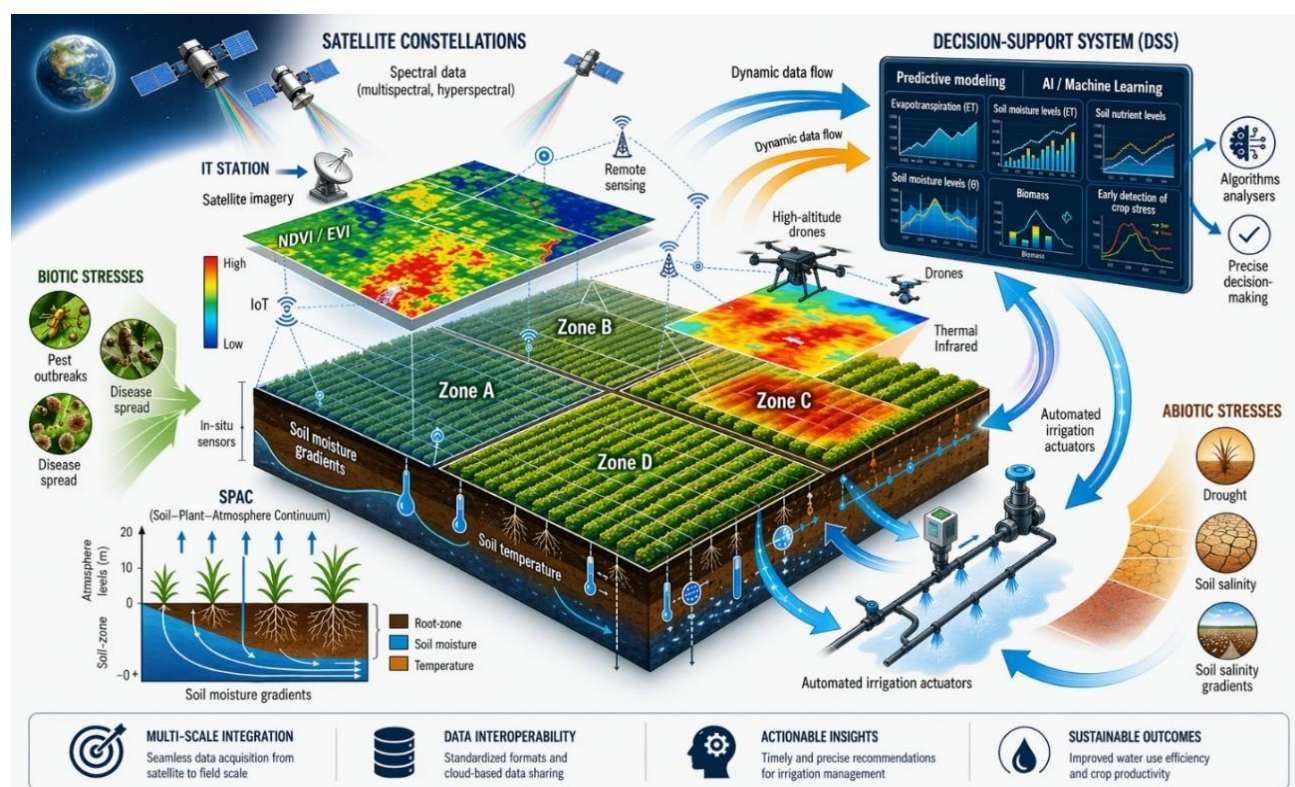 SATELLITE CONSTELLATIONS
Spectral data
(multispectral, hyperspectral)
IT STATION
Satellite imagery
Remote
sensing
Dynamic data flow
Dynamic data flow
DECISION-SUPPORT SYSTEM (DSS)
Predictive modeling
AI / Machine Learning
Evapotranspiration (ET)
Soil moisture levels (ET)
Soil nutrient levels
Soil moisture levels (θ)
Biomass
Biomass
Early detection of
crop stress
Algorithms
analysers
Precise
decision-
making
NDVI / EVI
High
Low
IoT
High-altitude
drones
Drones
Thermal
Infrared
BIOTIC STRESSES
Pest
outbreaks
Disease
spread
Disease
spread
In-situ
sensors
Zone A
Zone B
Zone C
Zone D
Soil moisture
gradients
Soil temperature
Automated
irrigation
actuators
ABIOTIC STRESSES
Drought
Soil salinity
Soil salinity
gradients
Automated irrigation actuators
SPAC
(Soil–Plant–Atmosphere Continuum)
Atmosphere
levels (m)
Soil-zone
20
10
0
–0+
Root-zone
Soil moisture
Temperature
Soil moisture gradients
MULTI-SCALE INTEGRATION
Seamless data acquisition from
satellite to field scale
DATA INTEROPERABILITY
Standardized formats and
cloud-based data sharing
ACTIONABLE INSIGHTS
Timely and precise recommendations
for irrigation management
SUSTAINABLE OUTCOMES
Improved water use efficiency
and crop productivity